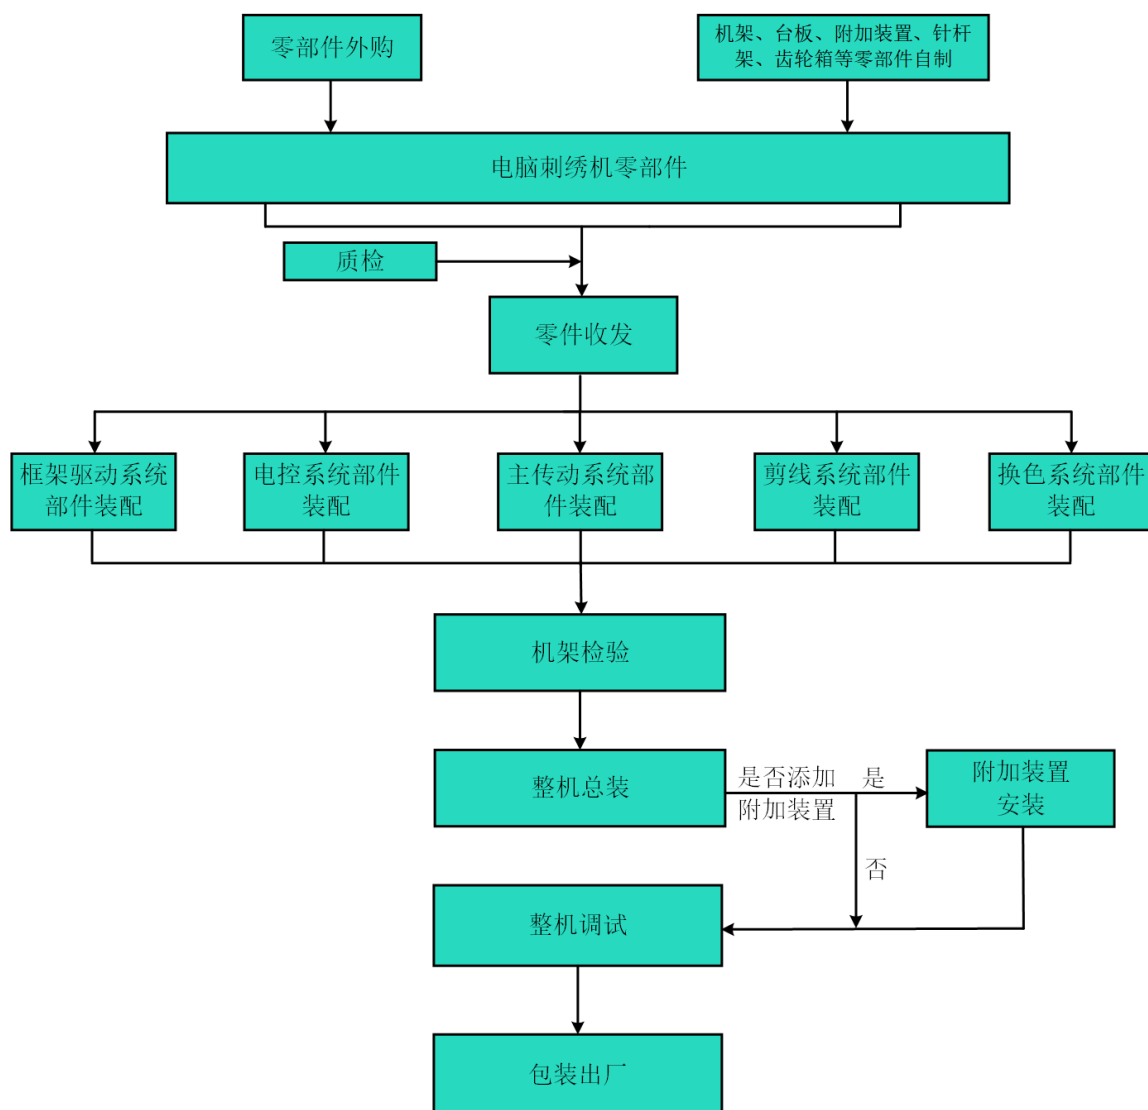 零部件外购
机架、台板、附加装置、针杆
架、齿轮箱等零部件自制
电脑刺绣机零部件
质检
零件收发
框架驱动系统
部件装配
电控系统部件
装配
主传动系统部
件装配
剪线系统部件
装配
换色系统部件
装配
机架检验
整机总装
是否添加
附加装置
是
附加装置
安装
否
整机调试
包装出厂